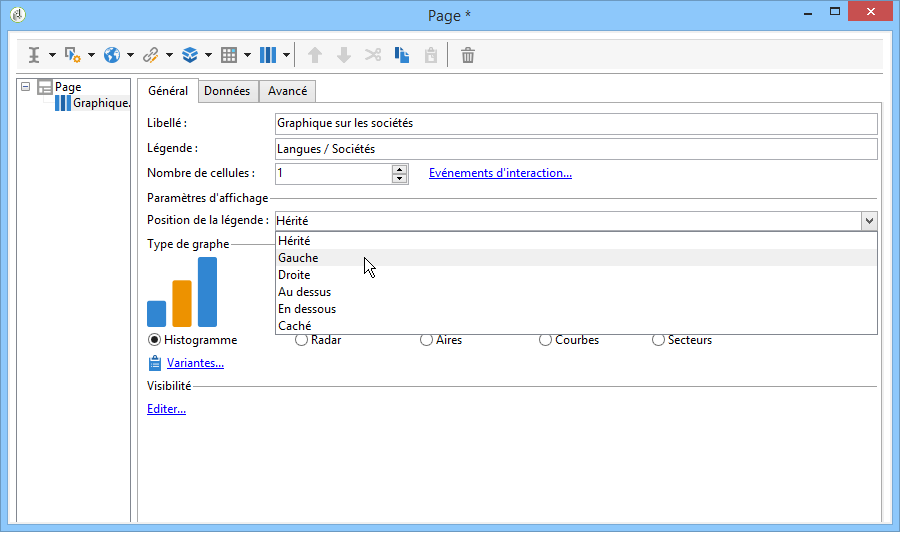 Page *
Page
Graphique.
Général Données Avancé
Libellé : Graphique sur les sociétés
Légende : Langues / Sociétés
Nombre de cellules : 1 Evénements d'interaction...
Paramètres d'affichage
Position de la légende : Hérité
Hérité
Type de graphe
Gauche
Droite
Au dessus
En dessous
Caché
Histogramme Radar Aires Courbes Secteurs
Variantes...
Visibilité
Editer...